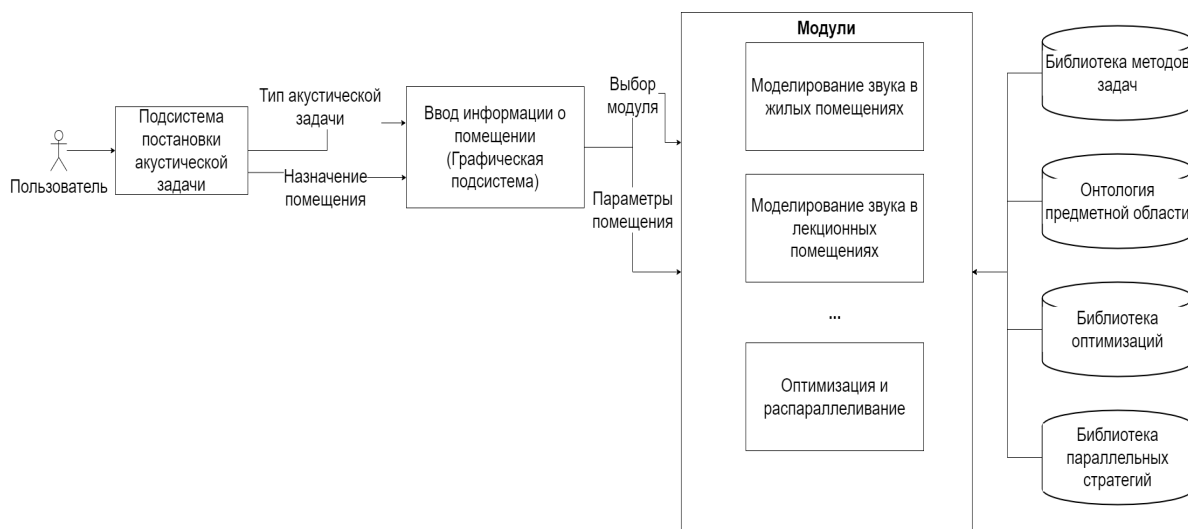 Пользователь
Подсистема
постановки
акустической
задачи
Тип акустической
задачи
Назначение
помещения
Ввод информации о
помещении
(Графическая
подсистема)
Выбор
модуля
Параметры
помещения
Модули
Моделирование звука в
жилых помещениях
Моделирование звука в
лекционных
помещениях
...
Оптимизация и
распараллеливание
Библиотека методов
задач
Онтология
предметной области
Библиотека
оптимизаций
Библиотека
параллельных
стратегий